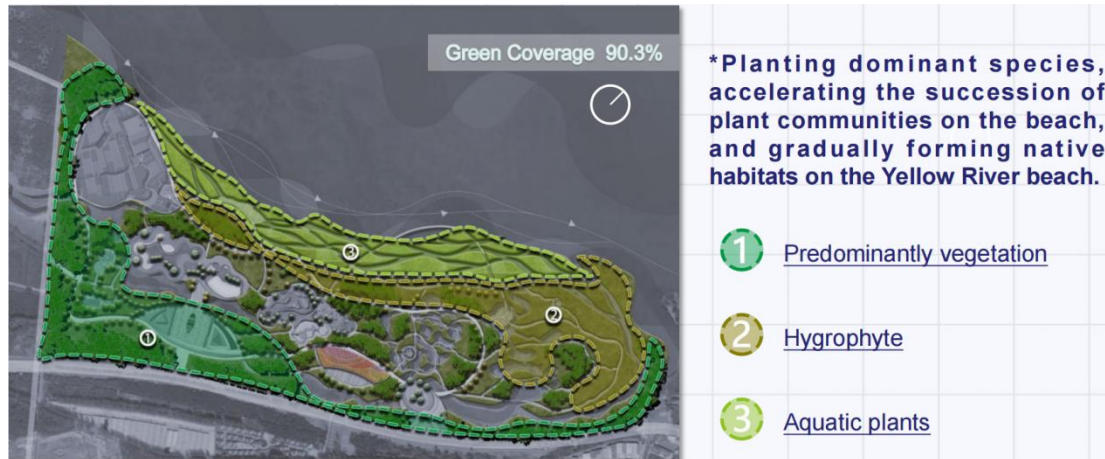 Green Coverage 90.3%
*Planting dominant species,
accelerating the succession of
plant communities on the beach,
and gradually forming native
habitats on the Yellow River beach.
1 Predominantly vegetation
2 Hygrophyte
3 Aquatic plants
3
2
1